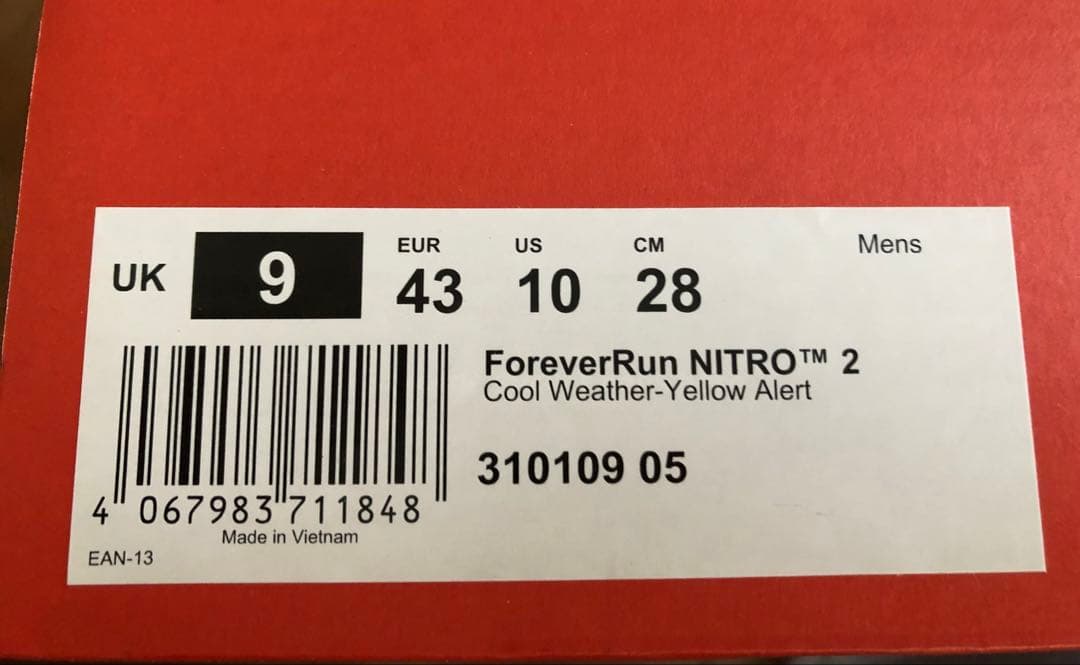 EUR US CM Mens
UK 9 43 10 28
ForeverRun NITRO™ 2
Cool Weather-Yellow Alert
310109 05
4 067983 711848
Made in Vietnam
EAN-13